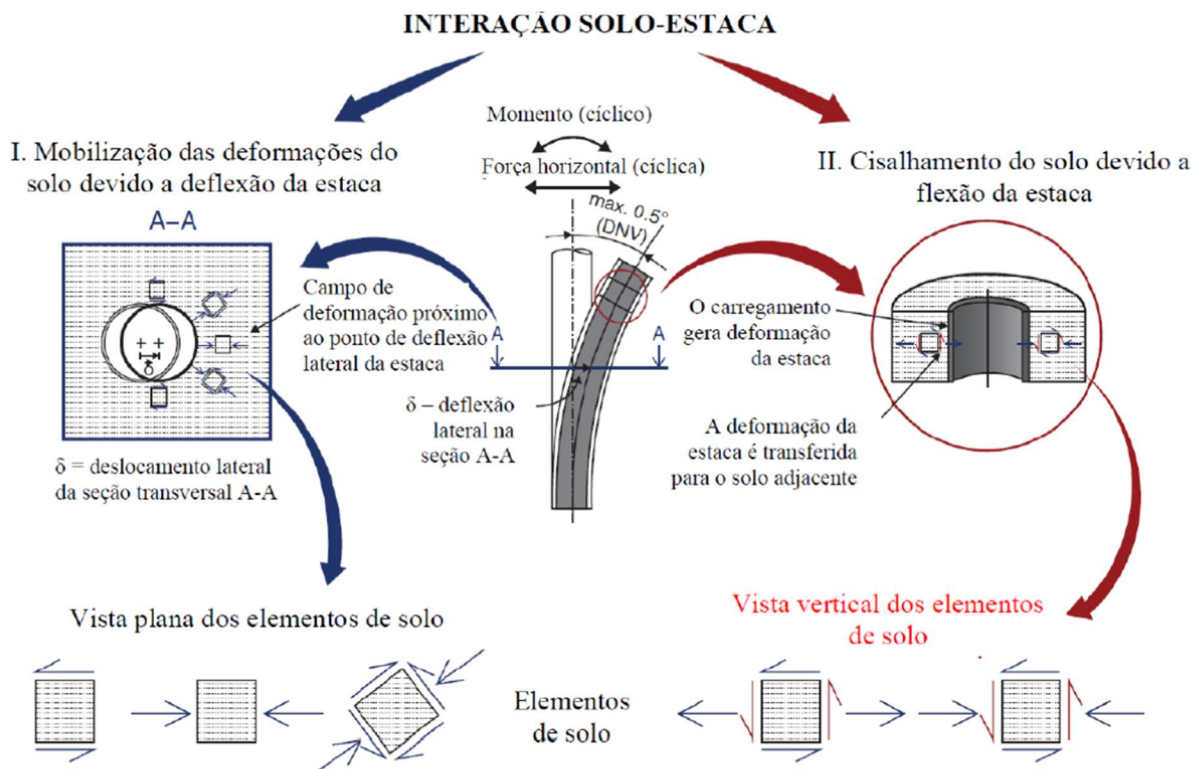 INTERAÇÃO SOLO-ESTACA
I. Mobilização das deformações do
solo devido a deflexão da estaca
A–A
Campo de
deformação próximo
ao ponto de deflexão
lateral da estaca
δ
δ = deslocamento lateral
da seção transversal A-A
Momento (cíclico)
Força horizontal (cíclica)
max. 0.5°
(DNV)
A
A
δ – deflexão
lateral na
seção A-A
II. Cisalhamento do solo devido a
flexão da estaca
O carregamento
gera deformação
da estaca
A deformação da
estaca é transferida
para o solo adjacente
Vista plana dos elementos de solo
Vista vertical dos elementos
de solo
Elementos
de solo